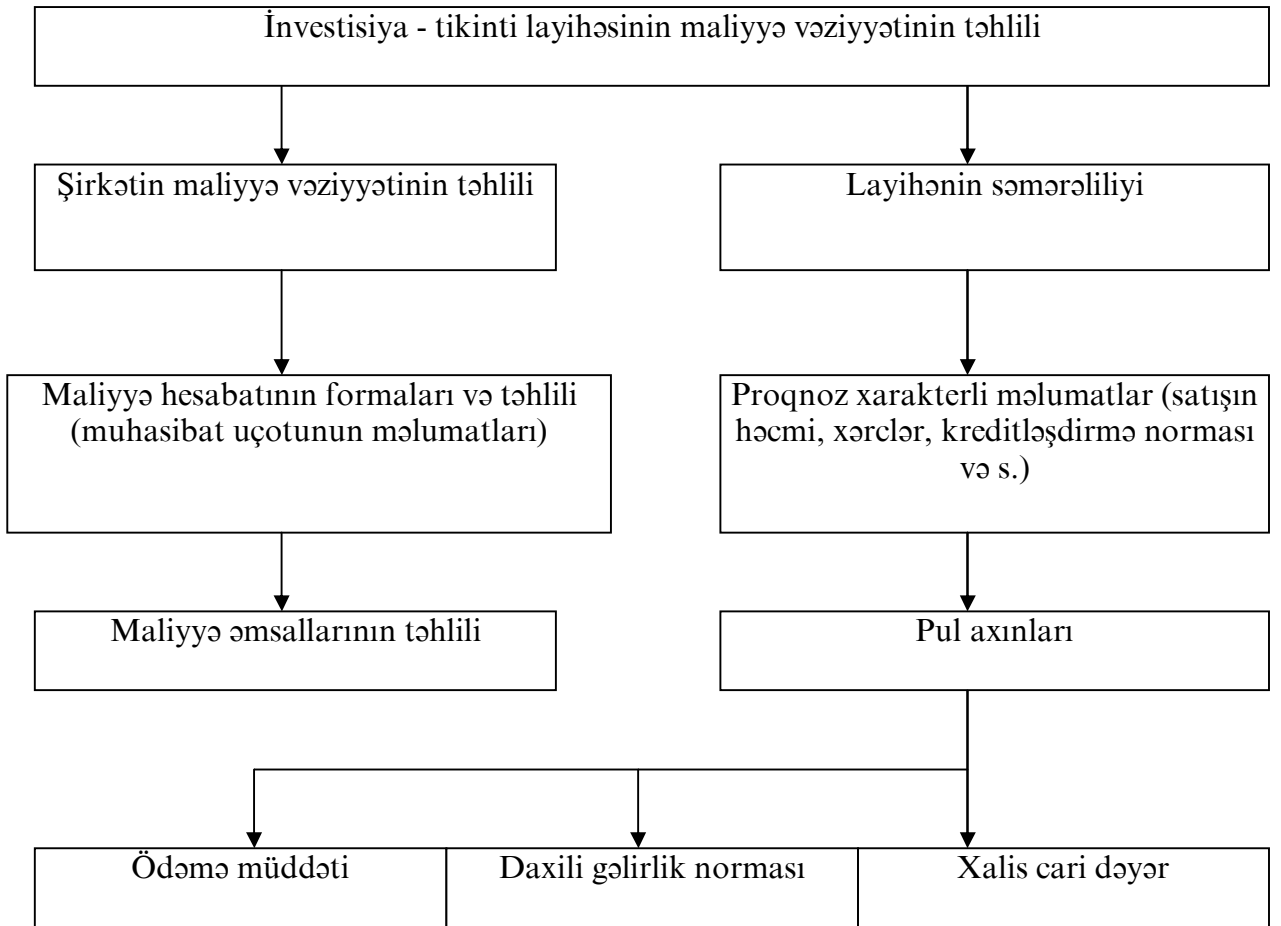 İnvestisiya - tikinti layihəsinin maliyyə vəziyyətinin təhlili
Şirkətin maliyyə vəziyyətinin təhlili
Layihənin səmərəliliyi
Maliyyə hesabatının formaları və təhlili
(muhasibat uçotunun məlumatları)
Proqnoz xarakterli məlumatlar (satışın
həcmi, xərclər, kreditləşdirmə norması
və s.)
Maliyyə əmsallarının təhlili
Pul axınları
Ödəmə müddəti
Daxili gəlirlik norması
Xalis cari dəyər